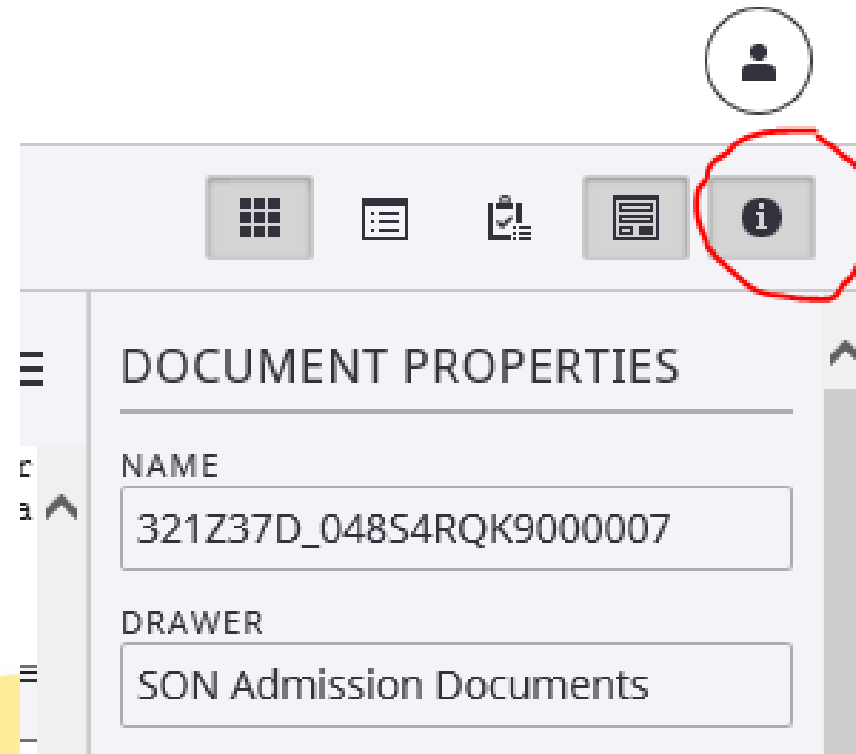 DOCUMENT PROPERTIES
NAME
r
a
321Z37D_048S4RQK9000007
DRAWER
SON Admission Documents